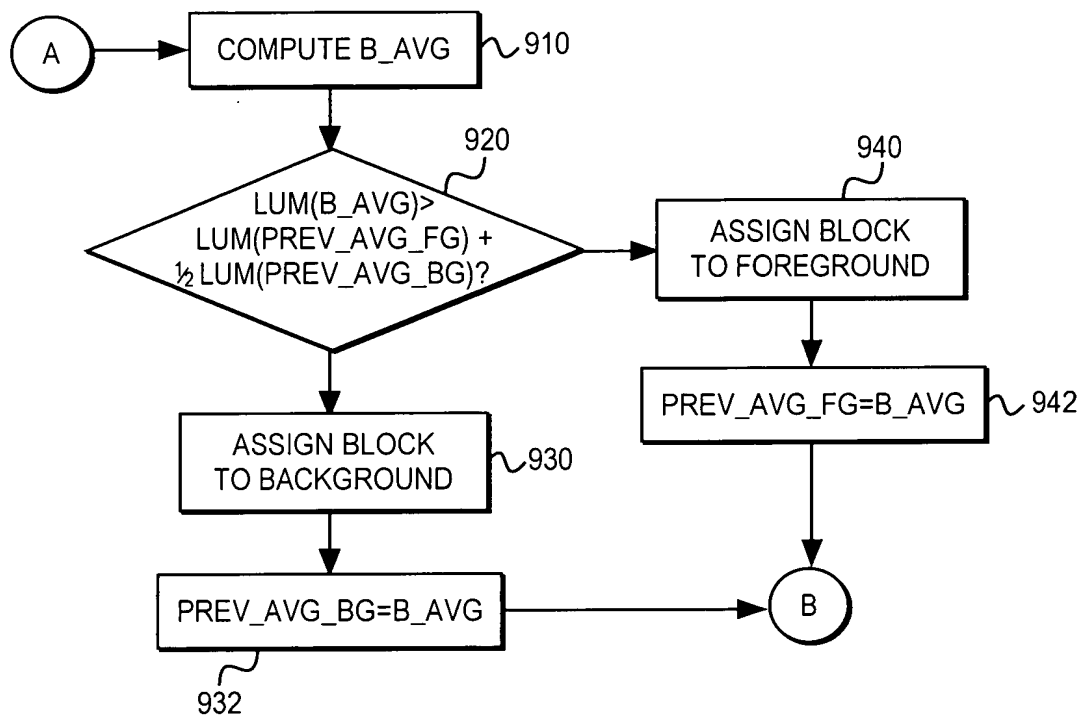 A
COMPUTE B_AVG
910
920
LUM(B_AVG)>
LUM(PREV_AVG_FG) +
½ LUM(PREV_AVG_BG)?
940
ASSIGN BLOCK
TO FOREGROUND
PREV_AVG_FG=B_AVG
942
ASSIGN BLOCK
TO BACKGROUND
930
PREV_AVG_BG=B_AVG
932
B